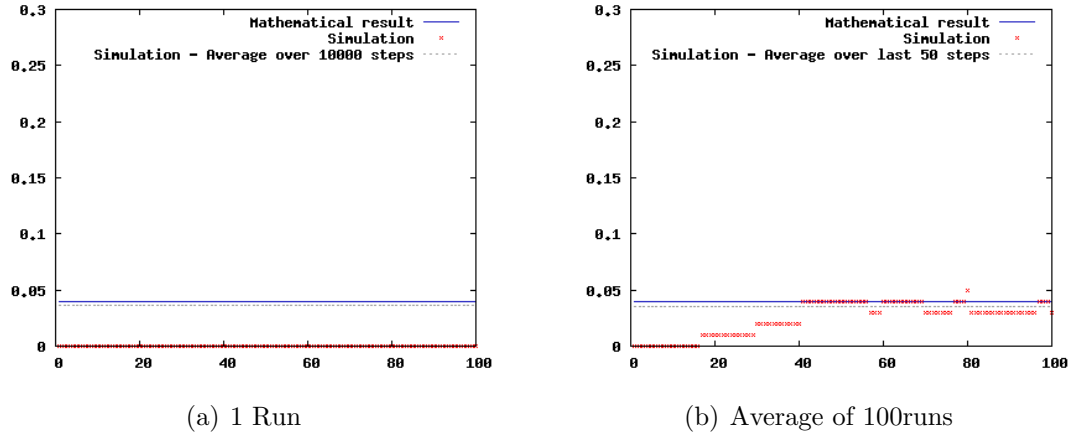 0.3
0.25
0.2
0.15
0.1
0.05
0
0 20 40 60 80 100
Mathematical result
Simulation
Simulation - Average over 10000 steps
(a) 1 Run
0.3
0.25
0.2
0.15
0.1
0.05
0
0 20 40 60 80 100
Mathematical result
Simulation
Simulation - Average over last 50 steps
(b) Average of 100runs